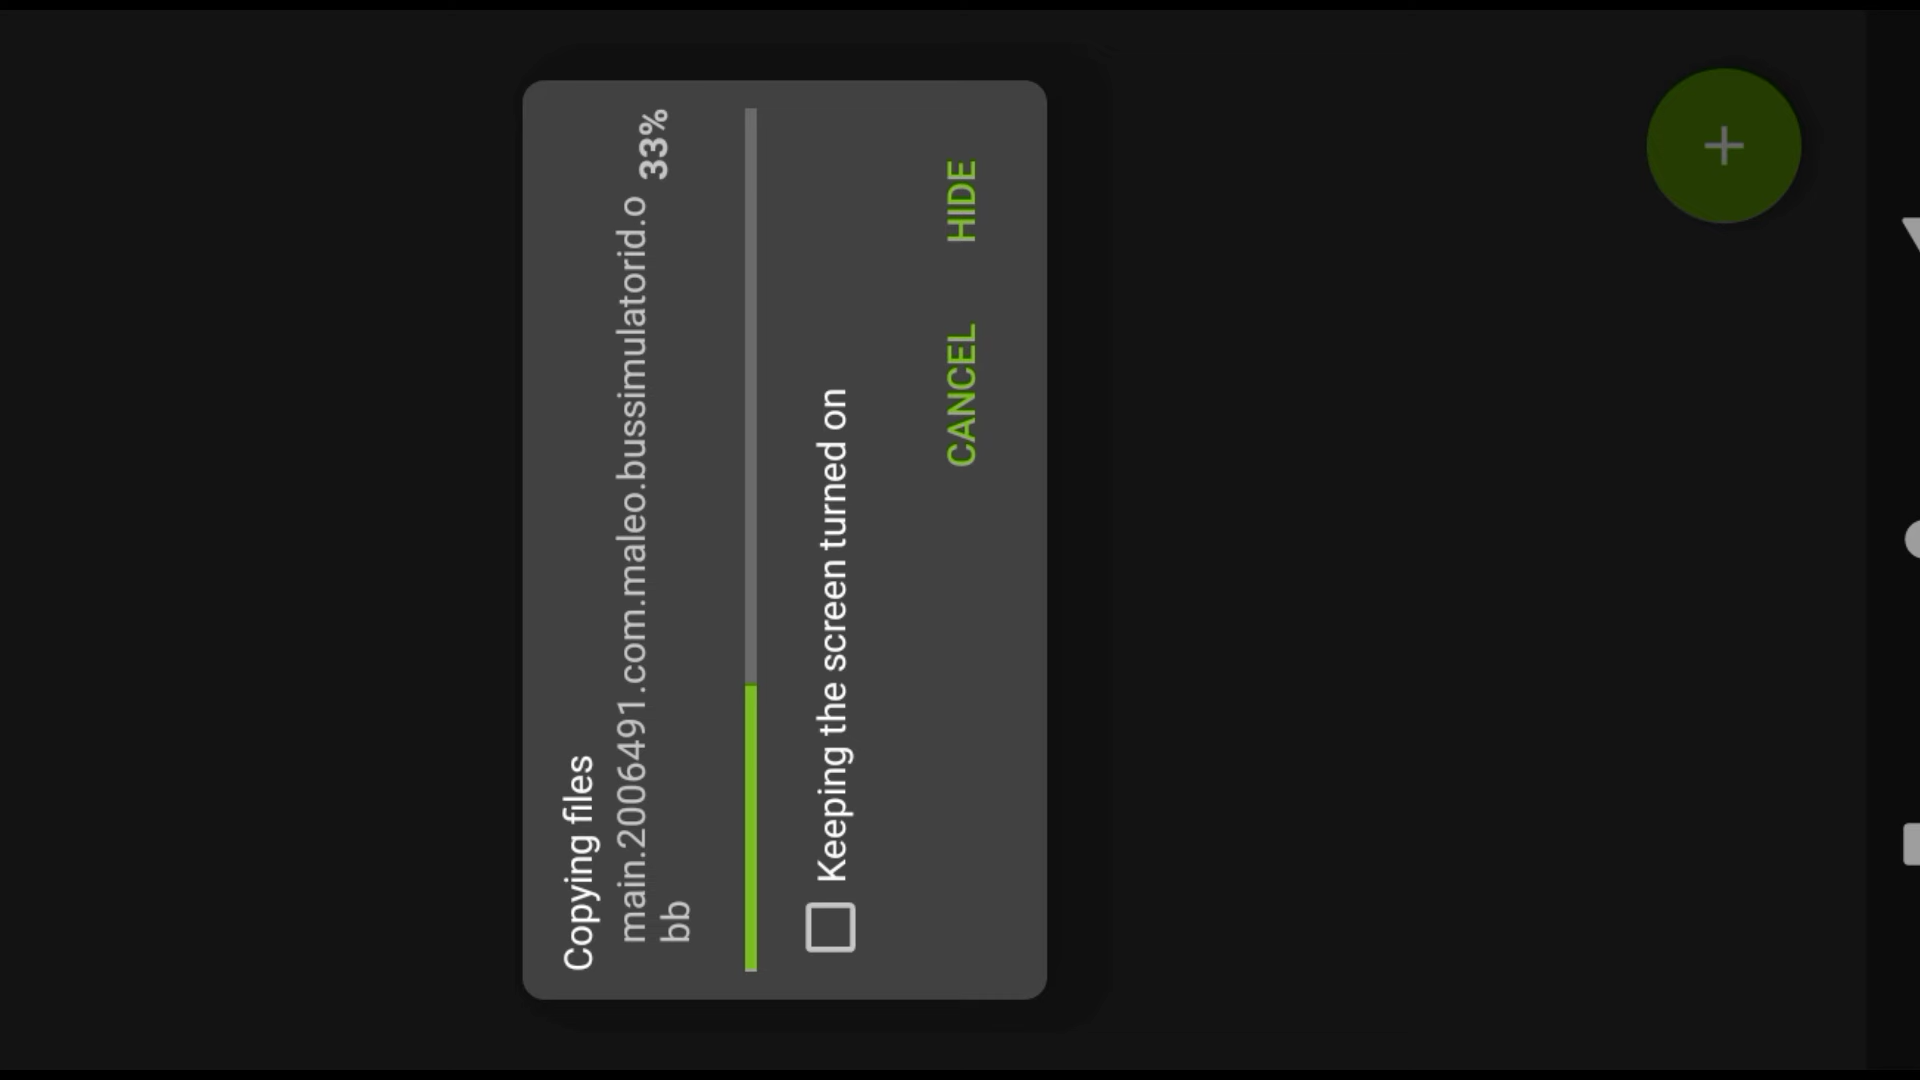 Copying files
main.2006491.com.maleo.bussimulatorid.o
bb
33%
Keeping the screen turned on
CANCEL
HIDE